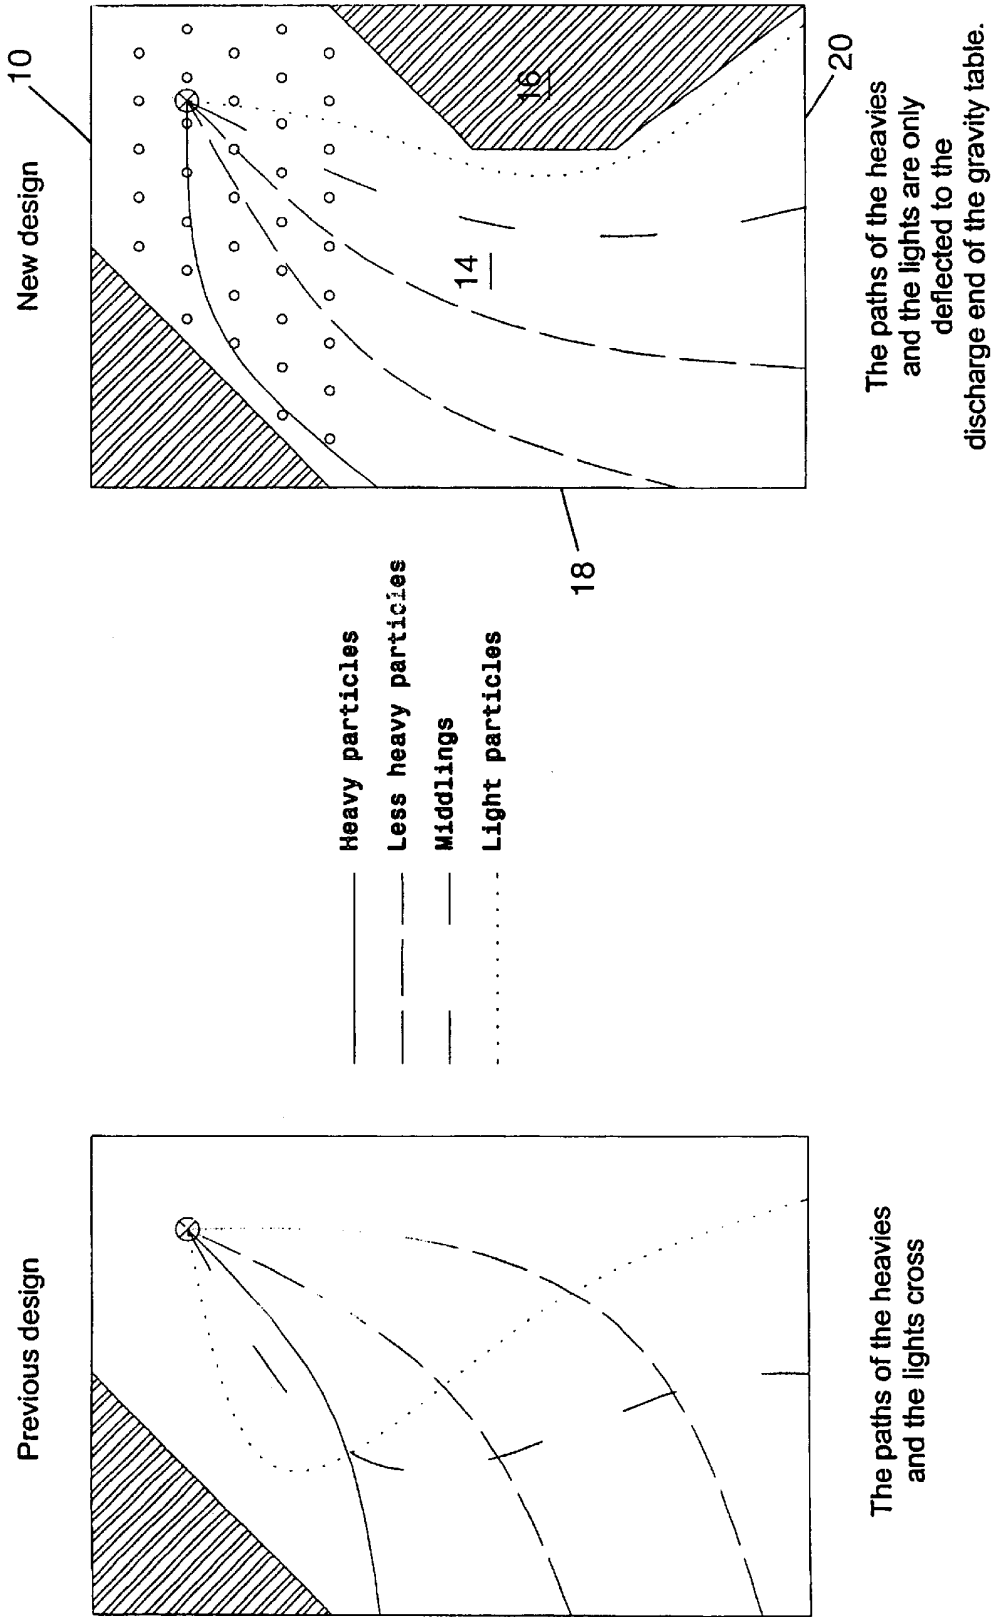 Previous design
The paths of the heavies
and the lights cross
Heavy particles
Less heavy particles
Middlings
Light particles
New design
10
14
16
18
20
The paths of the heavies
and the lights are only
deflected to the
discharge end of the gravity table.